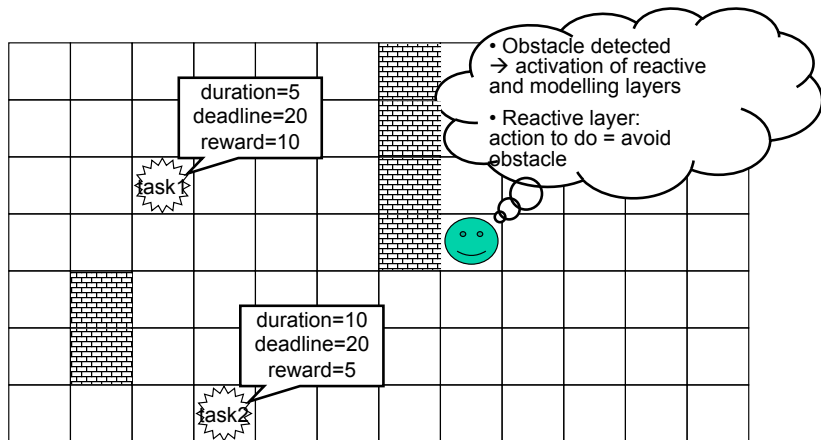 • Obstacle detected
→ activation of reactive
and modelling layers
• Reactive layer:
action to do = avoid
obstacle
duration=5
deadline=20
reward=10
task1
duration=10
deadline=20
reward=5
task2